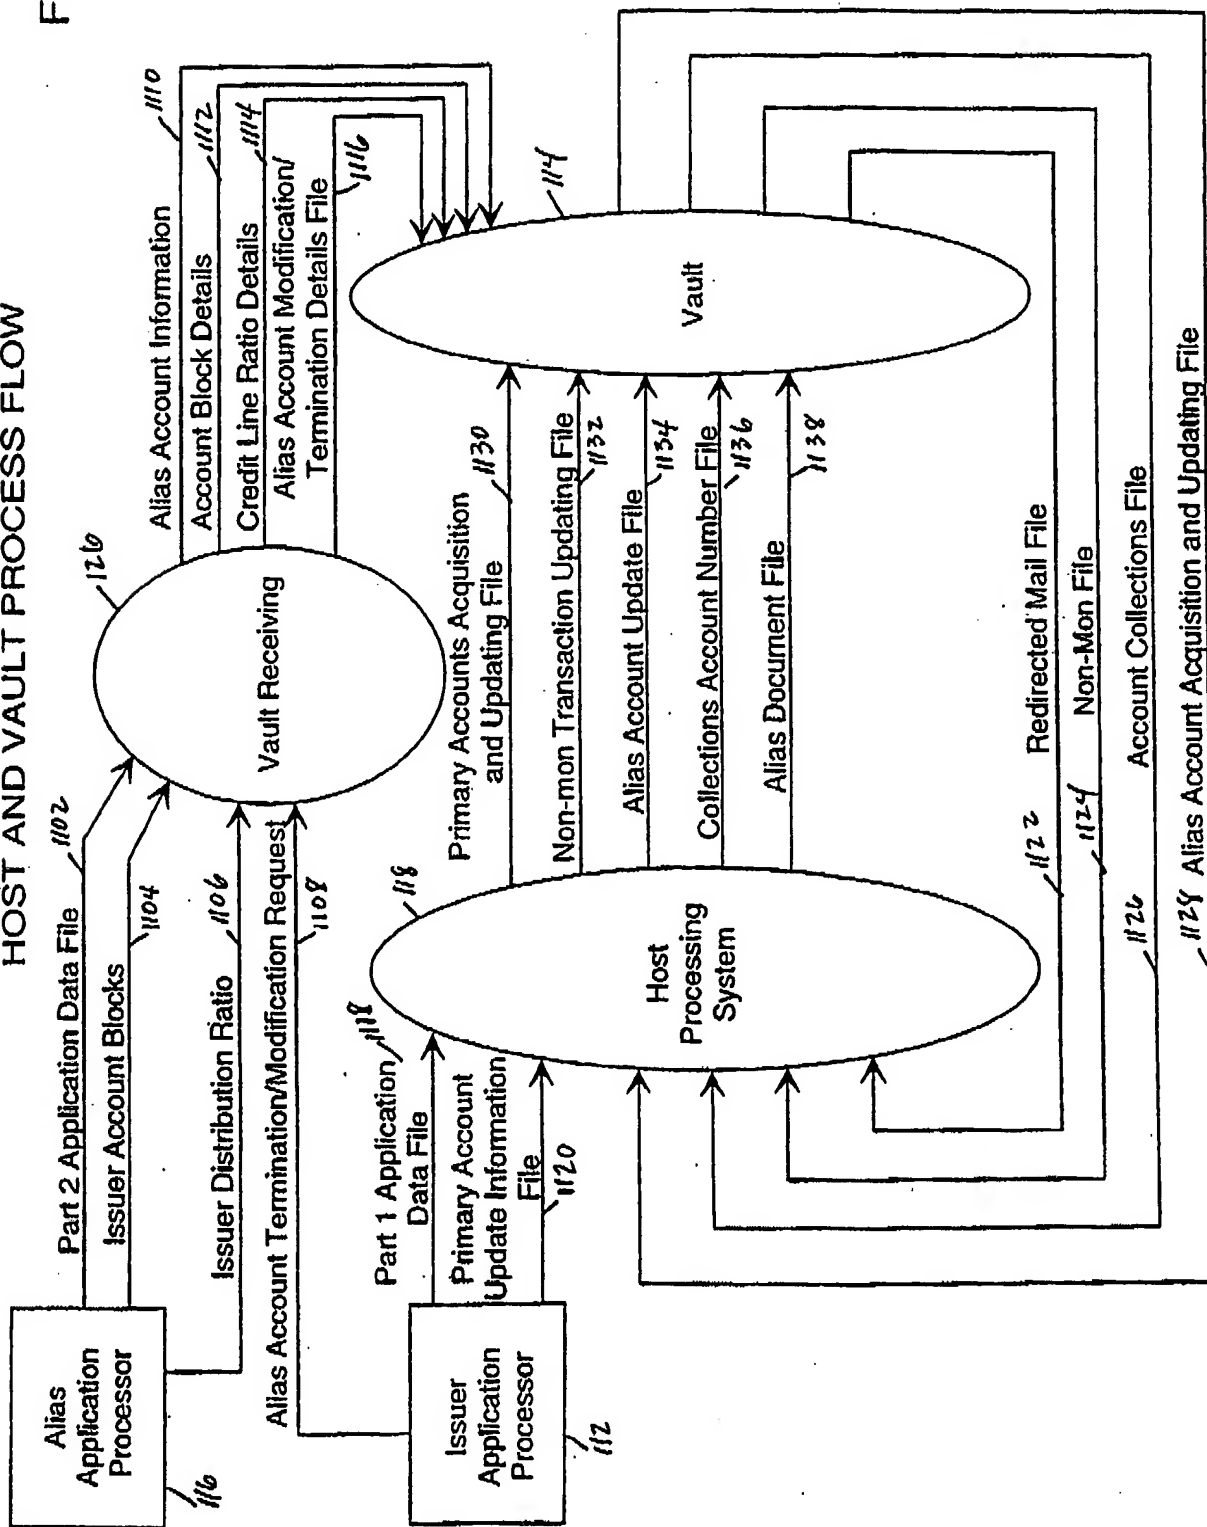 F
HOST AND VAULT PROCESS FLOW
Alias
Application
Processor
116
Part 2 Application Data File
1102
Issuer Account Blocks
1104
Issuer Distribution Ratio
1106
Alias Account Termination/Modification Request
1108
Vault Receiving
126
Alias Account Information
1110
Account Block Details
1112
Credit Line Ratio Details
1114
Alias Account Modification/
Termination Details File
1116
Issuer
Application
Processor
112
Part 1 Application
Data File
1118
Primary Account
Update Information
File
1120
Host
Processing
System
118
Primary Accounts Acquisition
and Updating File
1130
Non-mon Transaction Updating File
1132
Alias Account Update File
1134
Collections Account Number File
1136
Alias Document File
1138
Vault
114
1122
Redirected Mail File
1124
Non-Mon File
1126
Account Collections File
1128
Alias Account Acquisition and Updating File